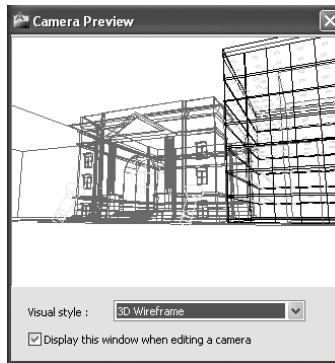 Camera Preview
Visual style :
3D Wireframe
Display this window when editing a camera